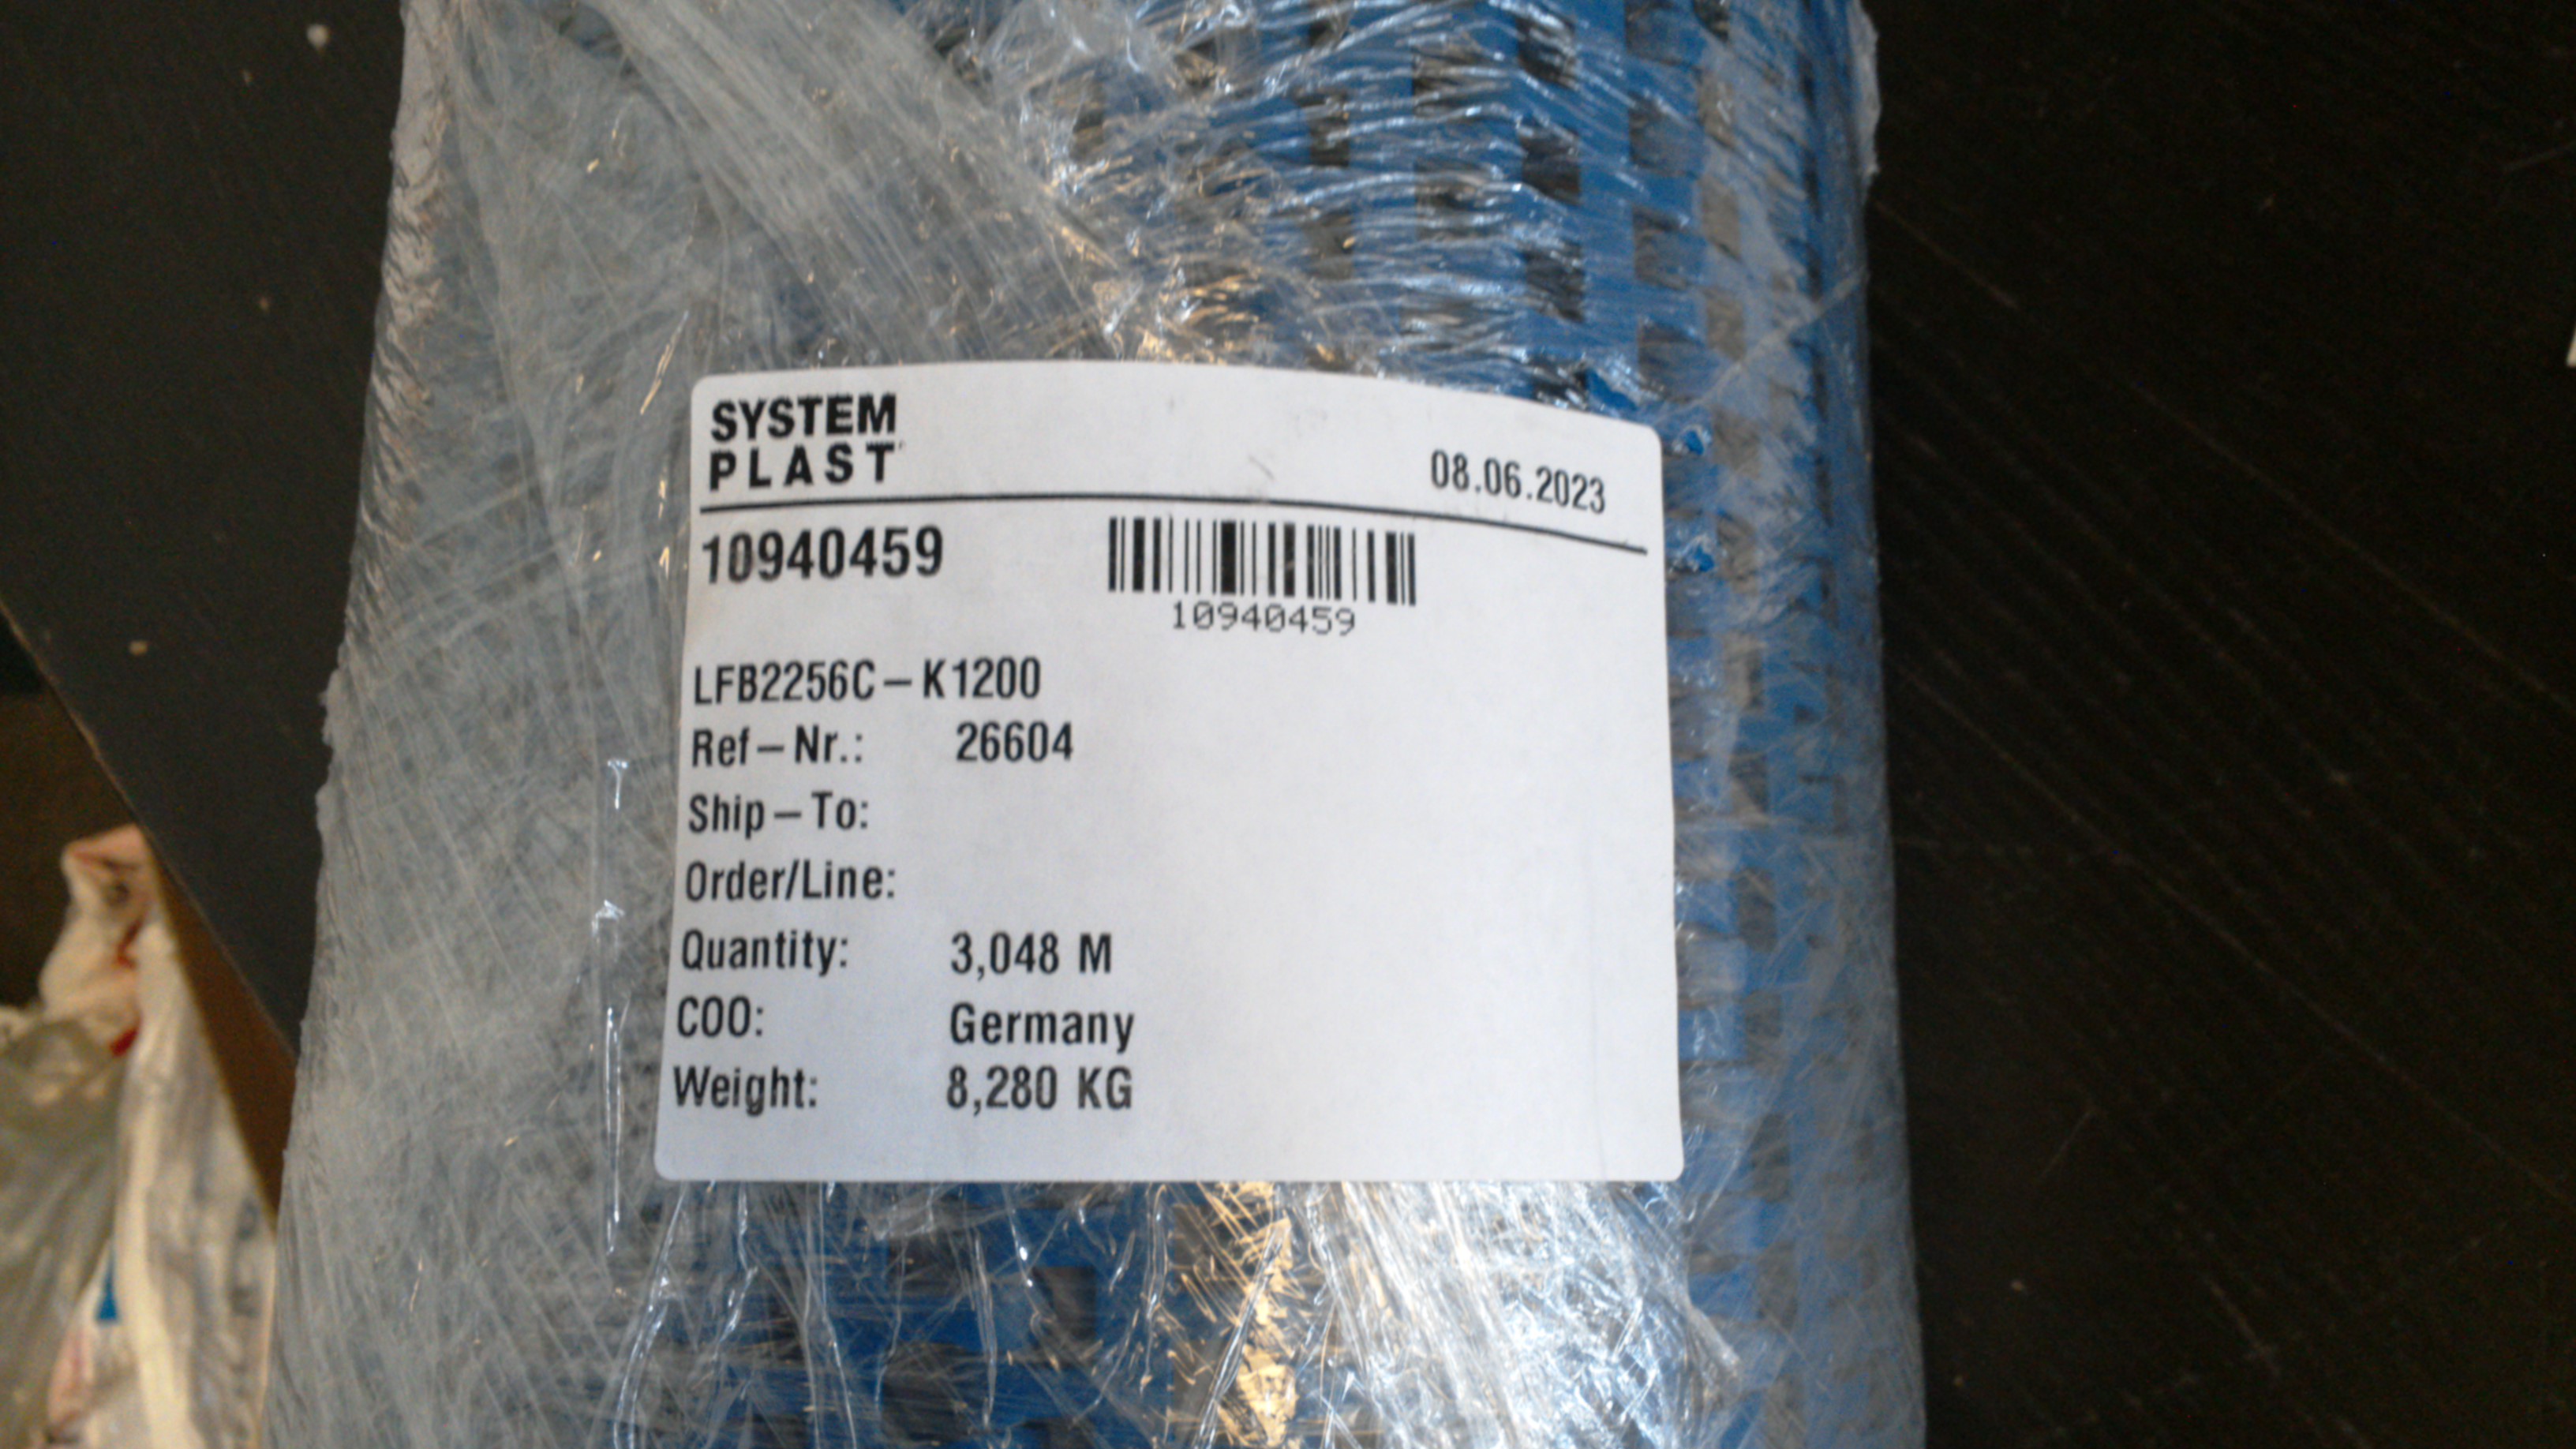 SYSTEM
PLAST
08.06.2023
10940459
10940459
LFB2256C-K1200
Ref-Nr.: 26604
Ship-To:
Order/Line:
Quantity: 3,048 M
COO: Germany
Weight: 8,280 KG